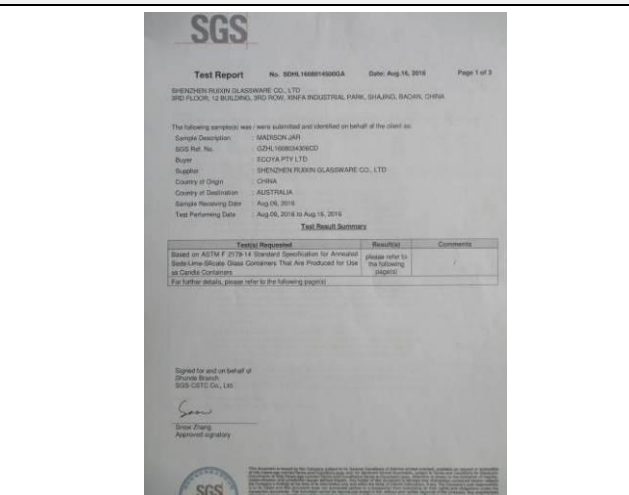 SGS
Test Report No. SDHL1608014500GA Date: Aug.16, 2016 Page 1 of 3
SHENZHEN RUIXIN GLASSWARE CO., LTD
3RD FLOOR, 12 BUILDING, 3RD ROW, XINFA INDUSTRIAL PARK, SHAJING, BAOAN, CHINA
The following sample(s) was / were submitted and identified on behalf of the client as:
Sample Description : MADISON JAR
SGS Ref. No. : GZHL1608034306CD
Buyer : ECOYA PTY LTD
Supplier : SHENZHEN RUIXIN GLASSWARE CO., LTD
Country of Origin : CHINA
Country of Destination : AUSTRALIA
Sample Receiving Date : Aug.09, 2016
Test Performing Date : Aug.09, 2016 to Aug.16, 2016
Test Result Summary
Test(s) Requested Result(s) Comments
Based on ASTM F 2179-14 Standard Specification for Annealed
Soda-Lime-Silicate Glass Containers That Are Produced for Use
as Candle Containers
please refer to
the following
page(s)
/
For further details, please refer to the following page(s)
Signed for and on behalf of
Shunde Branch
SGS-CSTC Co., Ltd.
Snow Zhang
Approved signatory
SGS